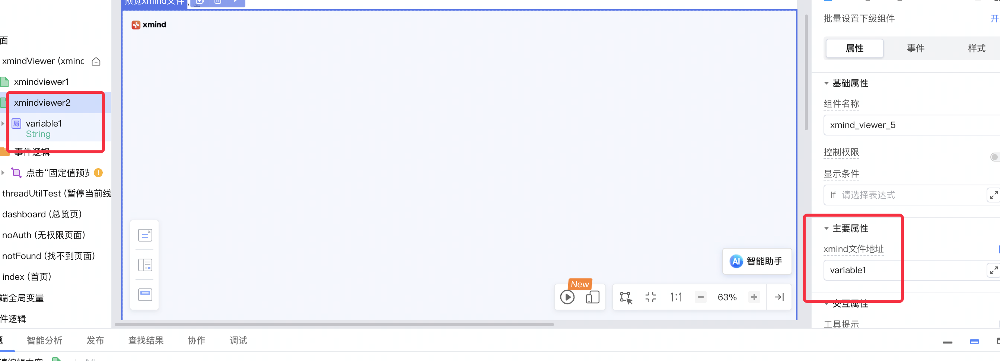 预览xmind文件
xmind
面
xmindViewer (xmind
xmindviewer1
xmindviewer2
局 variable1
String
事件逻辑
点击“固定值预览
threadUtilTest (暂停当前线
dashboard (总览页)
noAuth (无权限页面)
notFound (找不到页面)
index (首页)
端全局变量
件逻辑
AI 智能助手
New
1:1
63%
批量设置下级组件
开
属性 事件 样式
基础属性
组件名称
xmind_viewer_5
控制权限
显示条件
If 请选择表达式
主要属性
xmind文件地址
variable1
交互属性
工具提示
题 智能分析 发布 查找结果 协作 调试